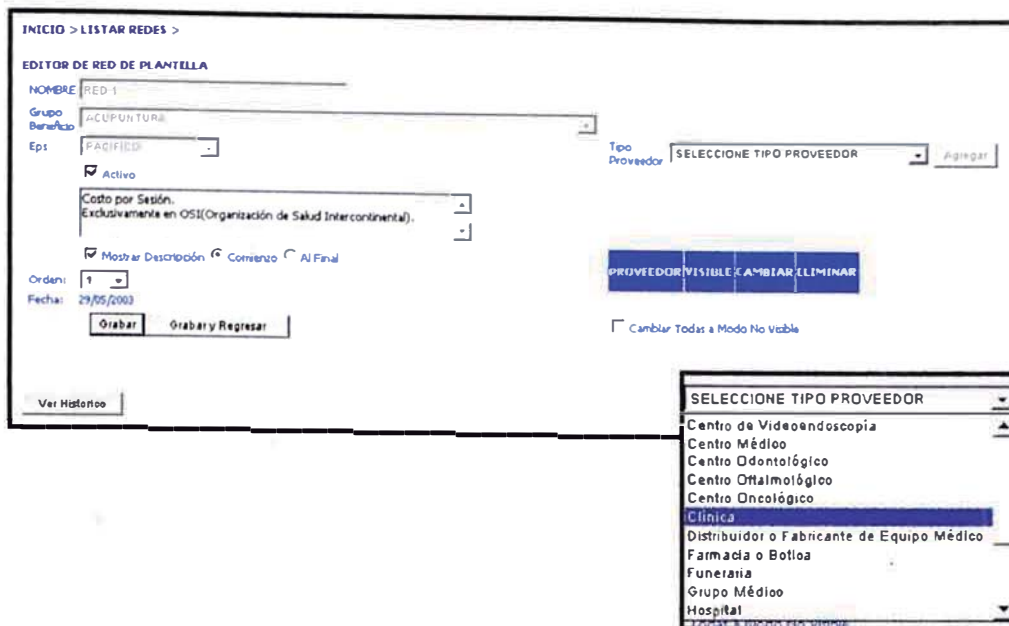 INICIO > LISTAR REDES >
EDITOR DE RED DE PLANTILLA
NOMBRE RED 1
Grupo Beneficio ACUPUNTURA
Eps PACIFICO
Activo
Costo por Sesión.
Exclusivamente en OSI(Organización de Salud Intercontinental).
Mostrar Descripción Comienzo Al Final
Orden: 1
Fecha: 29/05/2003
Grabar Grabar y Regresar
Ver Historico
Tipo Proveedor SELECCIONE TIPO PROVEEDOR Agregar
PROVEEDOR VISIBLE CAMBIAR ELIMINAR
Cambiar Todas a Modo No Visible
SELECCIONE TIPO PROVEEDOR
Centro de Videoendoscopía
Centro Médico
Centro Odontológico
Centro Oftalmológico
Centro Oncológico
Clínica
Distribuidor o Fabricante de Equipo Médico
Farmacia o Botica
Funeraria
Grupo Médico
Hospital